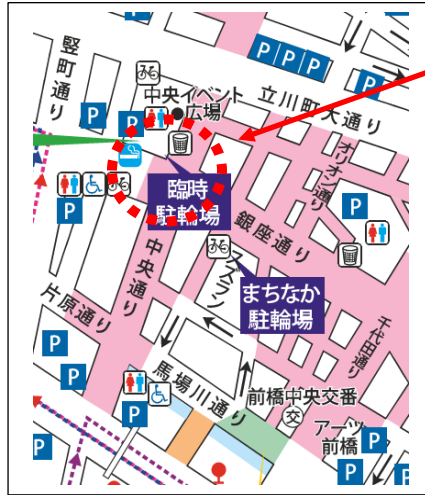 竪町通り
中央イベント
広場
立川町大通り
オリオン通り
臨時
駐輪場
銀座通り
中央通り
スズラン
まちなか
駐輪場
片原通り
千代田通り
馬場川通り
前橋中央交番
交
アーツ
前橋
P
P
P
P
P
P
P
P
P
P
P
P
P
P